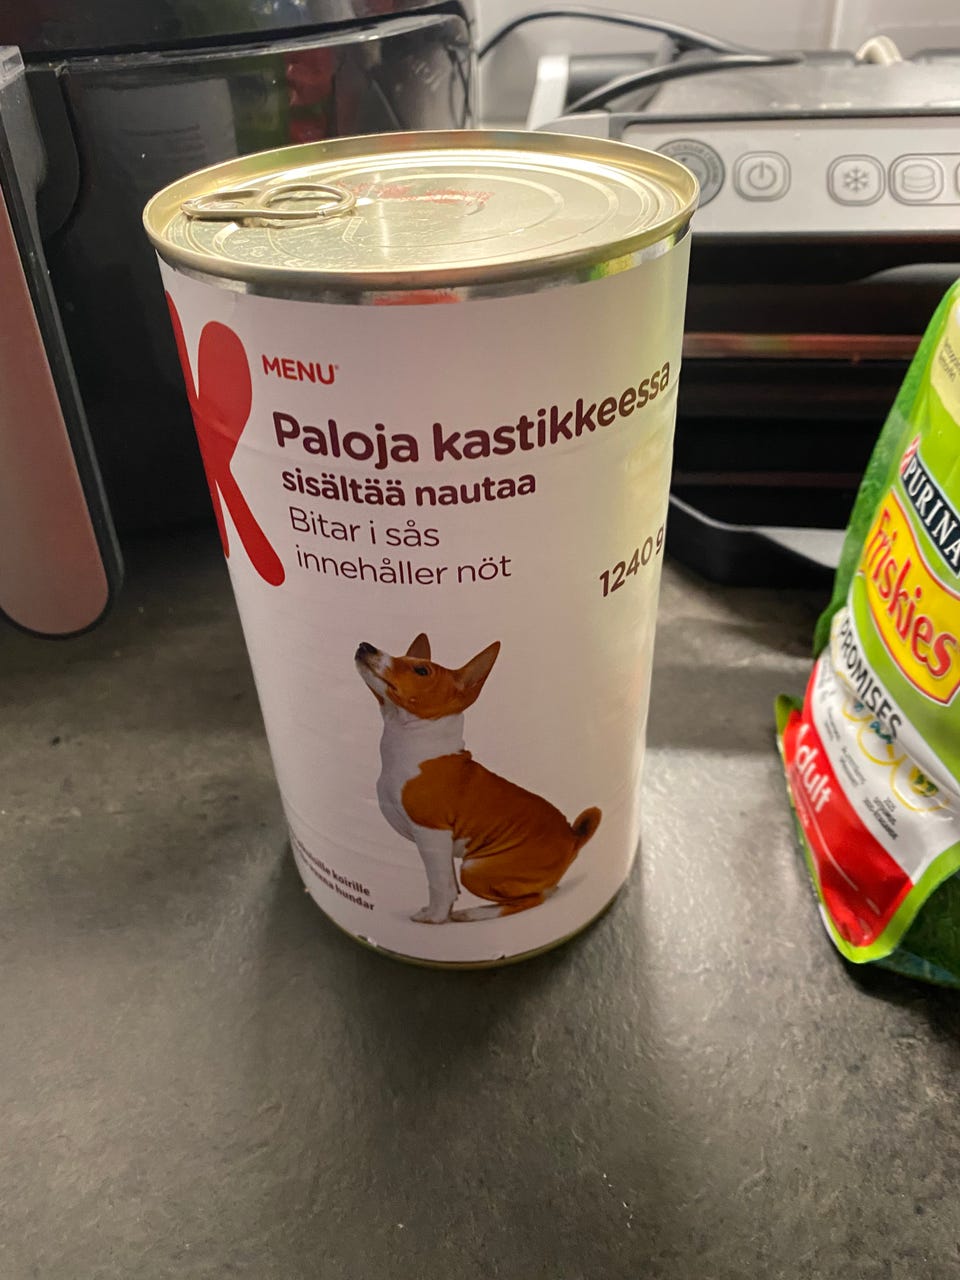 K
MENU
Paloja kastikkeessa
sisältää nautaa
Bitar i sås
innehåller nöt
1240 g
koirille
hundar
PURINA
Friskies
PROMISES
Adult